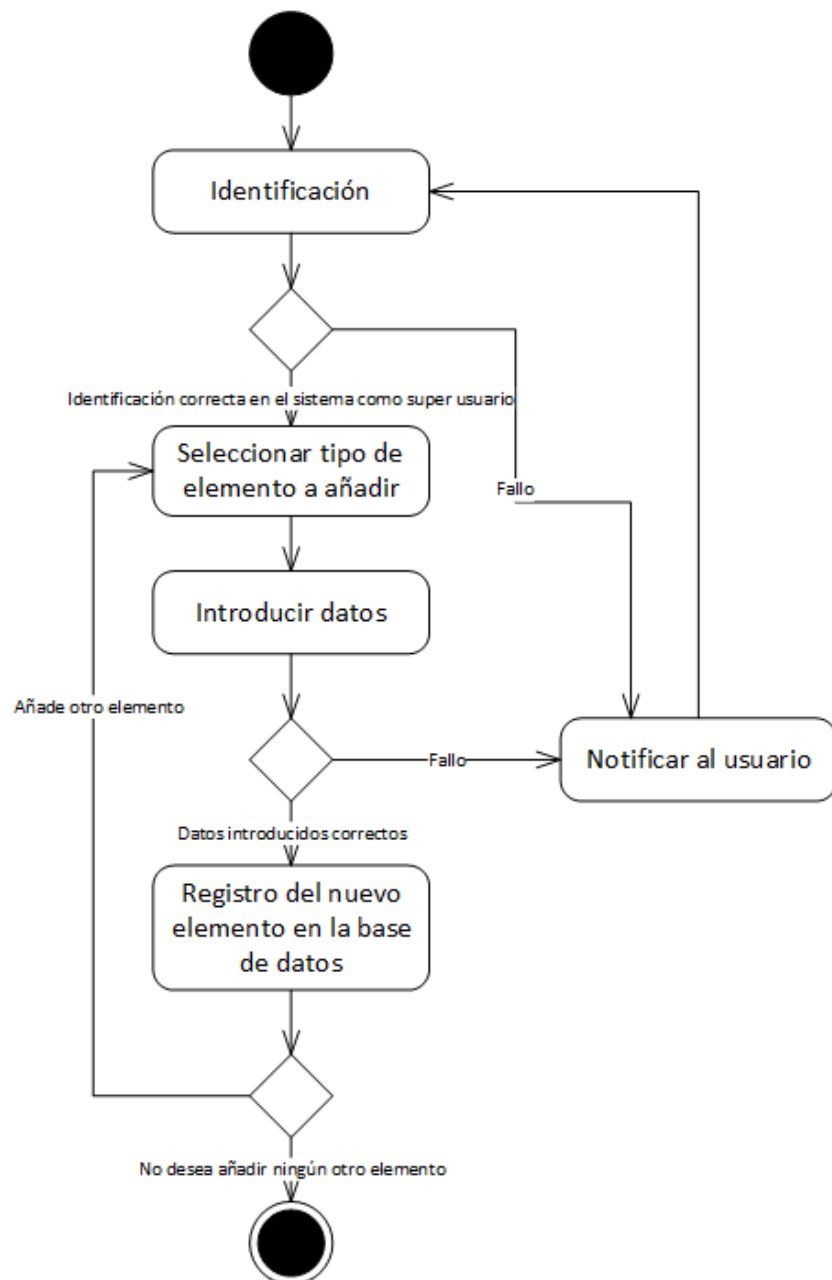 Identificación
Identificación correcta en el sistema como super usuario
Seleccionar tipo de
elemento a añadir
Fallo
Introducir datos
Añade otro elemento
Fallo
Notificar al usuario
Datos introducidos correctos
Registro del nuevo
elemento en la base
de datos
No desea añadir ningún otro elemento